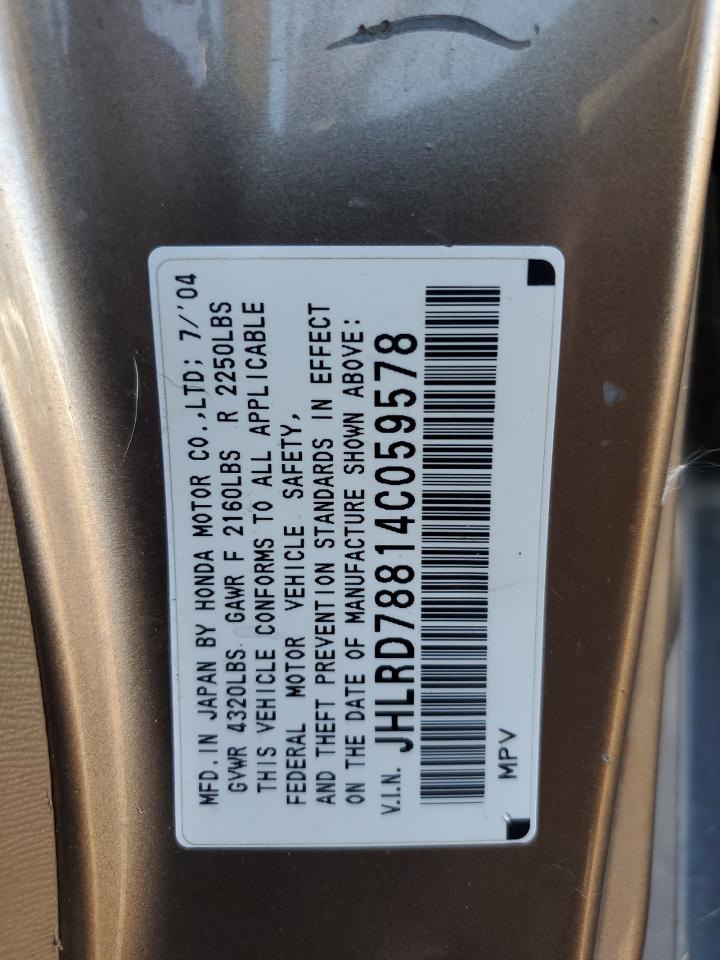 MFD. IN JAPAN BY HONDA MOTOR CO.,LTD; 7/'04
GVWR 4320LBS GAWR F 2160LBS R 2250LBS
THIS VEHICLE CONFORMS TO ALL APPLICABLE
FEDERAL MOTOR VEHICLE SAFETY,
AND THEFT PREVENTION STANDARDS IN EFFECT
ON THE DATE OF MANUFACTURE SHOWN ABOVE:
V.I.N. JHLRD78814C059578
MPV